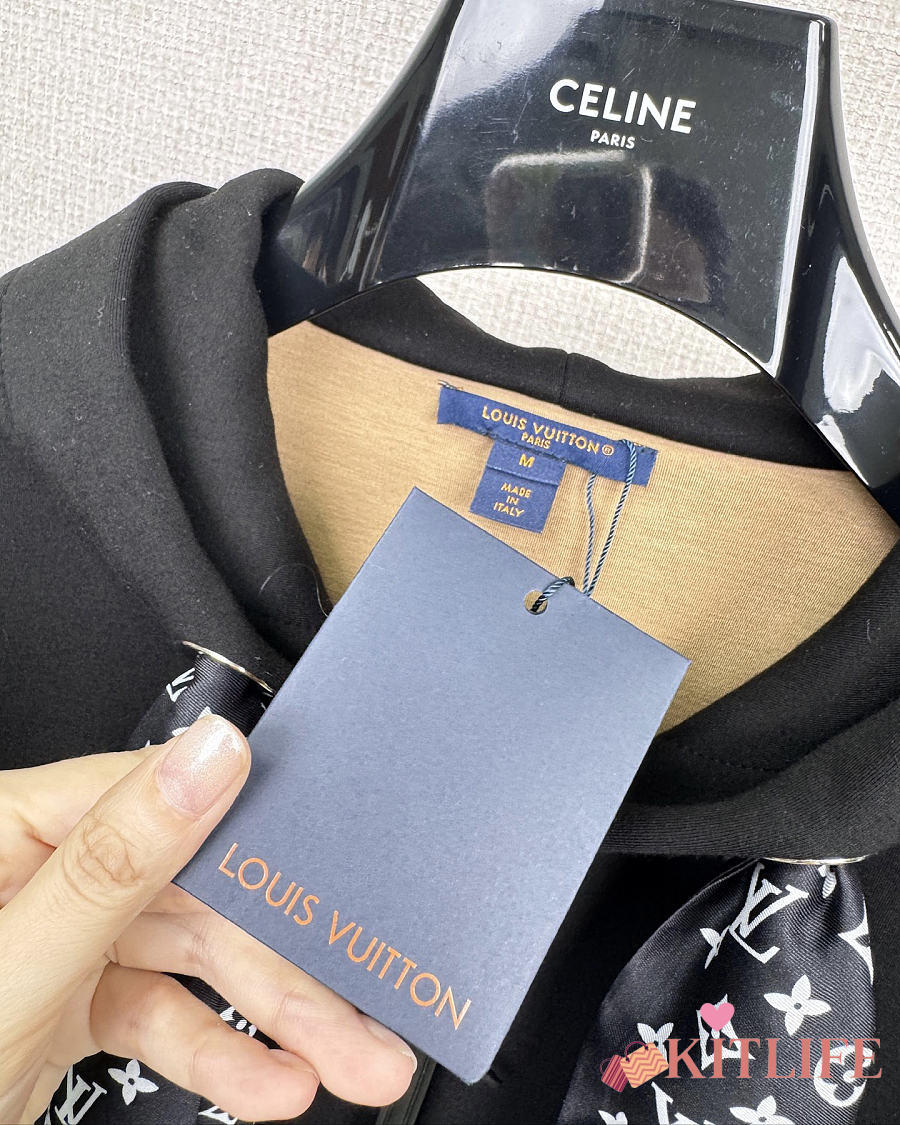 CELINE
PARIS
LOUIS VUITTON®
PARIS
M
MADE
IN
ITALY
LOUIS VUITTON
KITLIFE